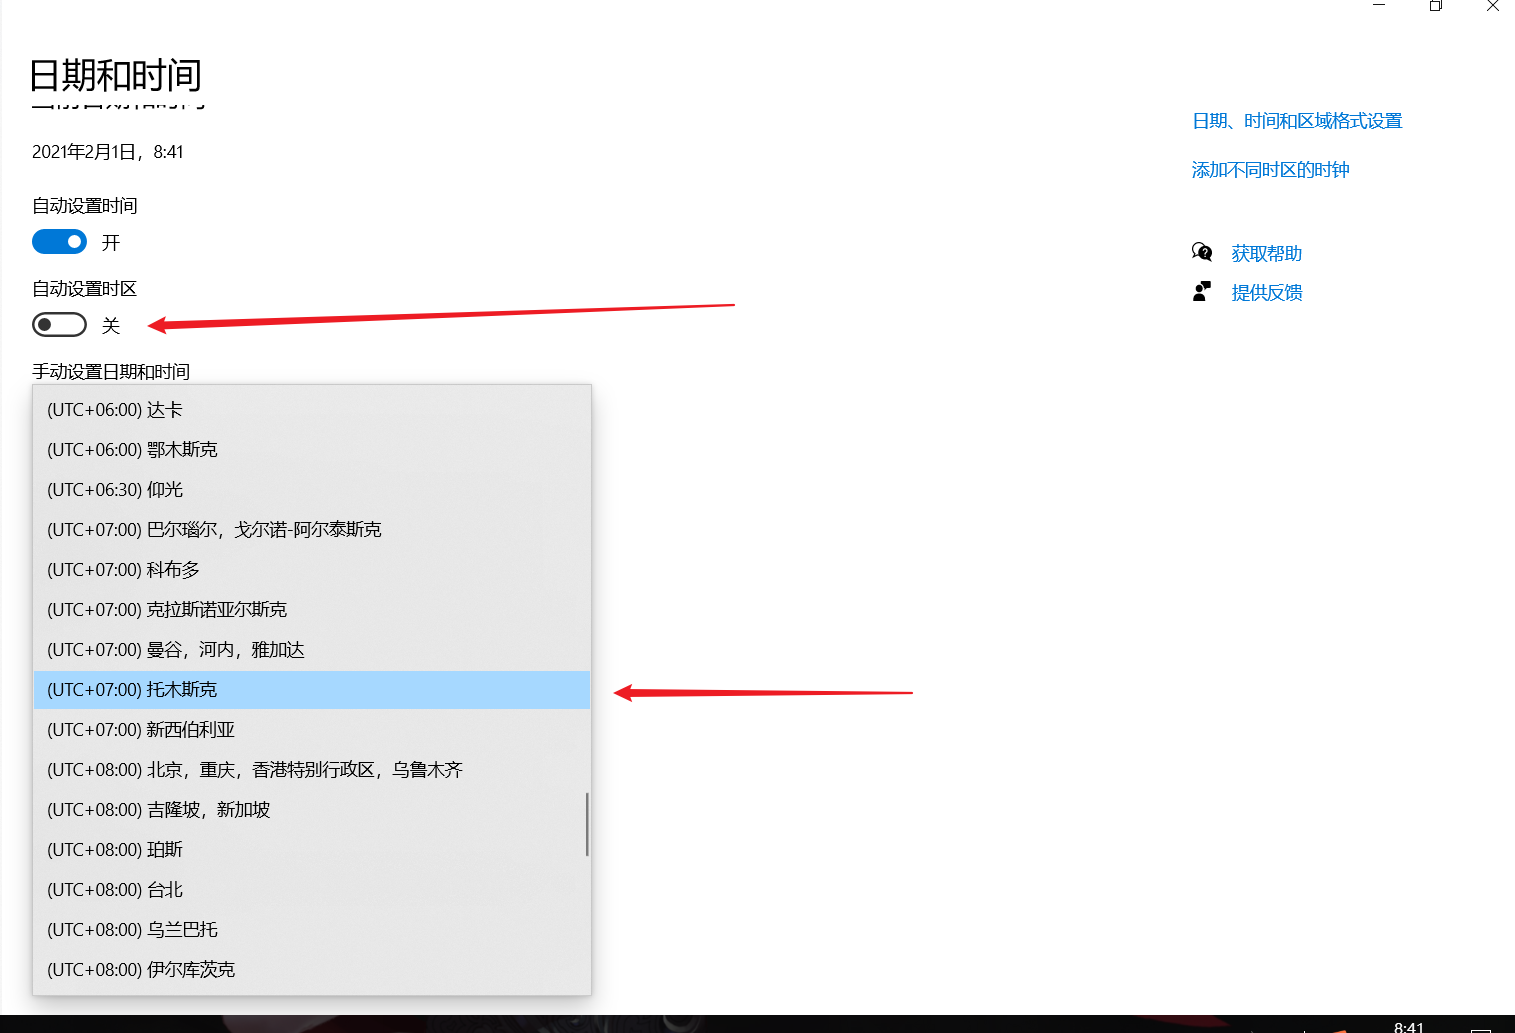 日期和时间
当前日期和时间
2021年2月1日，8:41
自动设置时间
开
自动设置时区
关
手动设置日期和时间
(UTC+06:00) 达卡
(UTC+06:00) 鄂木斯克
(UTC+06:30) 仰光
(UTC+07:00) 巴尔瑙尔，戈尔诺-阿尔泰斯克
(UTC+07:00) 科布多
(UTC+07:00) 克拉斯诺亚尔斯克
(UTC+07:00) 曼谷，河内，雅加达
(UTC+07:00) 托木斯克
(UTC+07:00) 新西伯利亚
(UTC+08:00) 北京，重庆，香港特别行政区，乌鲁木齐
(UTC+08:00) 吉隆坡，新加坡
(UTC+08:00) 珀斯
(UTC+08:00) 台北
(UTC+08:00) 乌兰巴托
(UTC+08:00) 伊尔库茨克
日期、时间和区域格式设置
添加不同时区的时钟
获取帮助
提供反馈
8:41